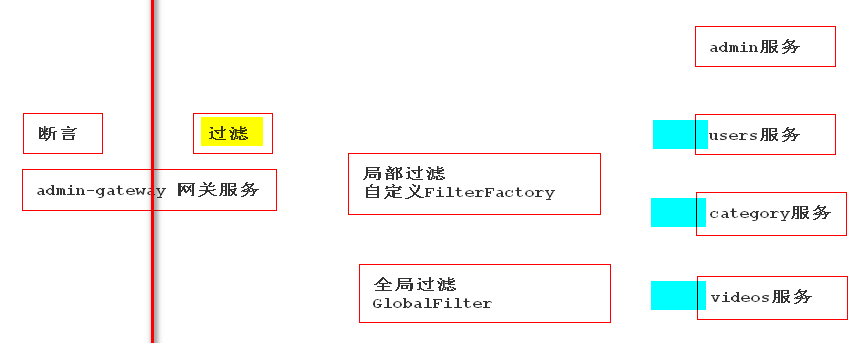 断言
过滤
admin-gateway 网关服务
局部过滤
自定义FilterFactory
全局过滤
GlobalFilter
admin服务
users服务
category服务
videos服务